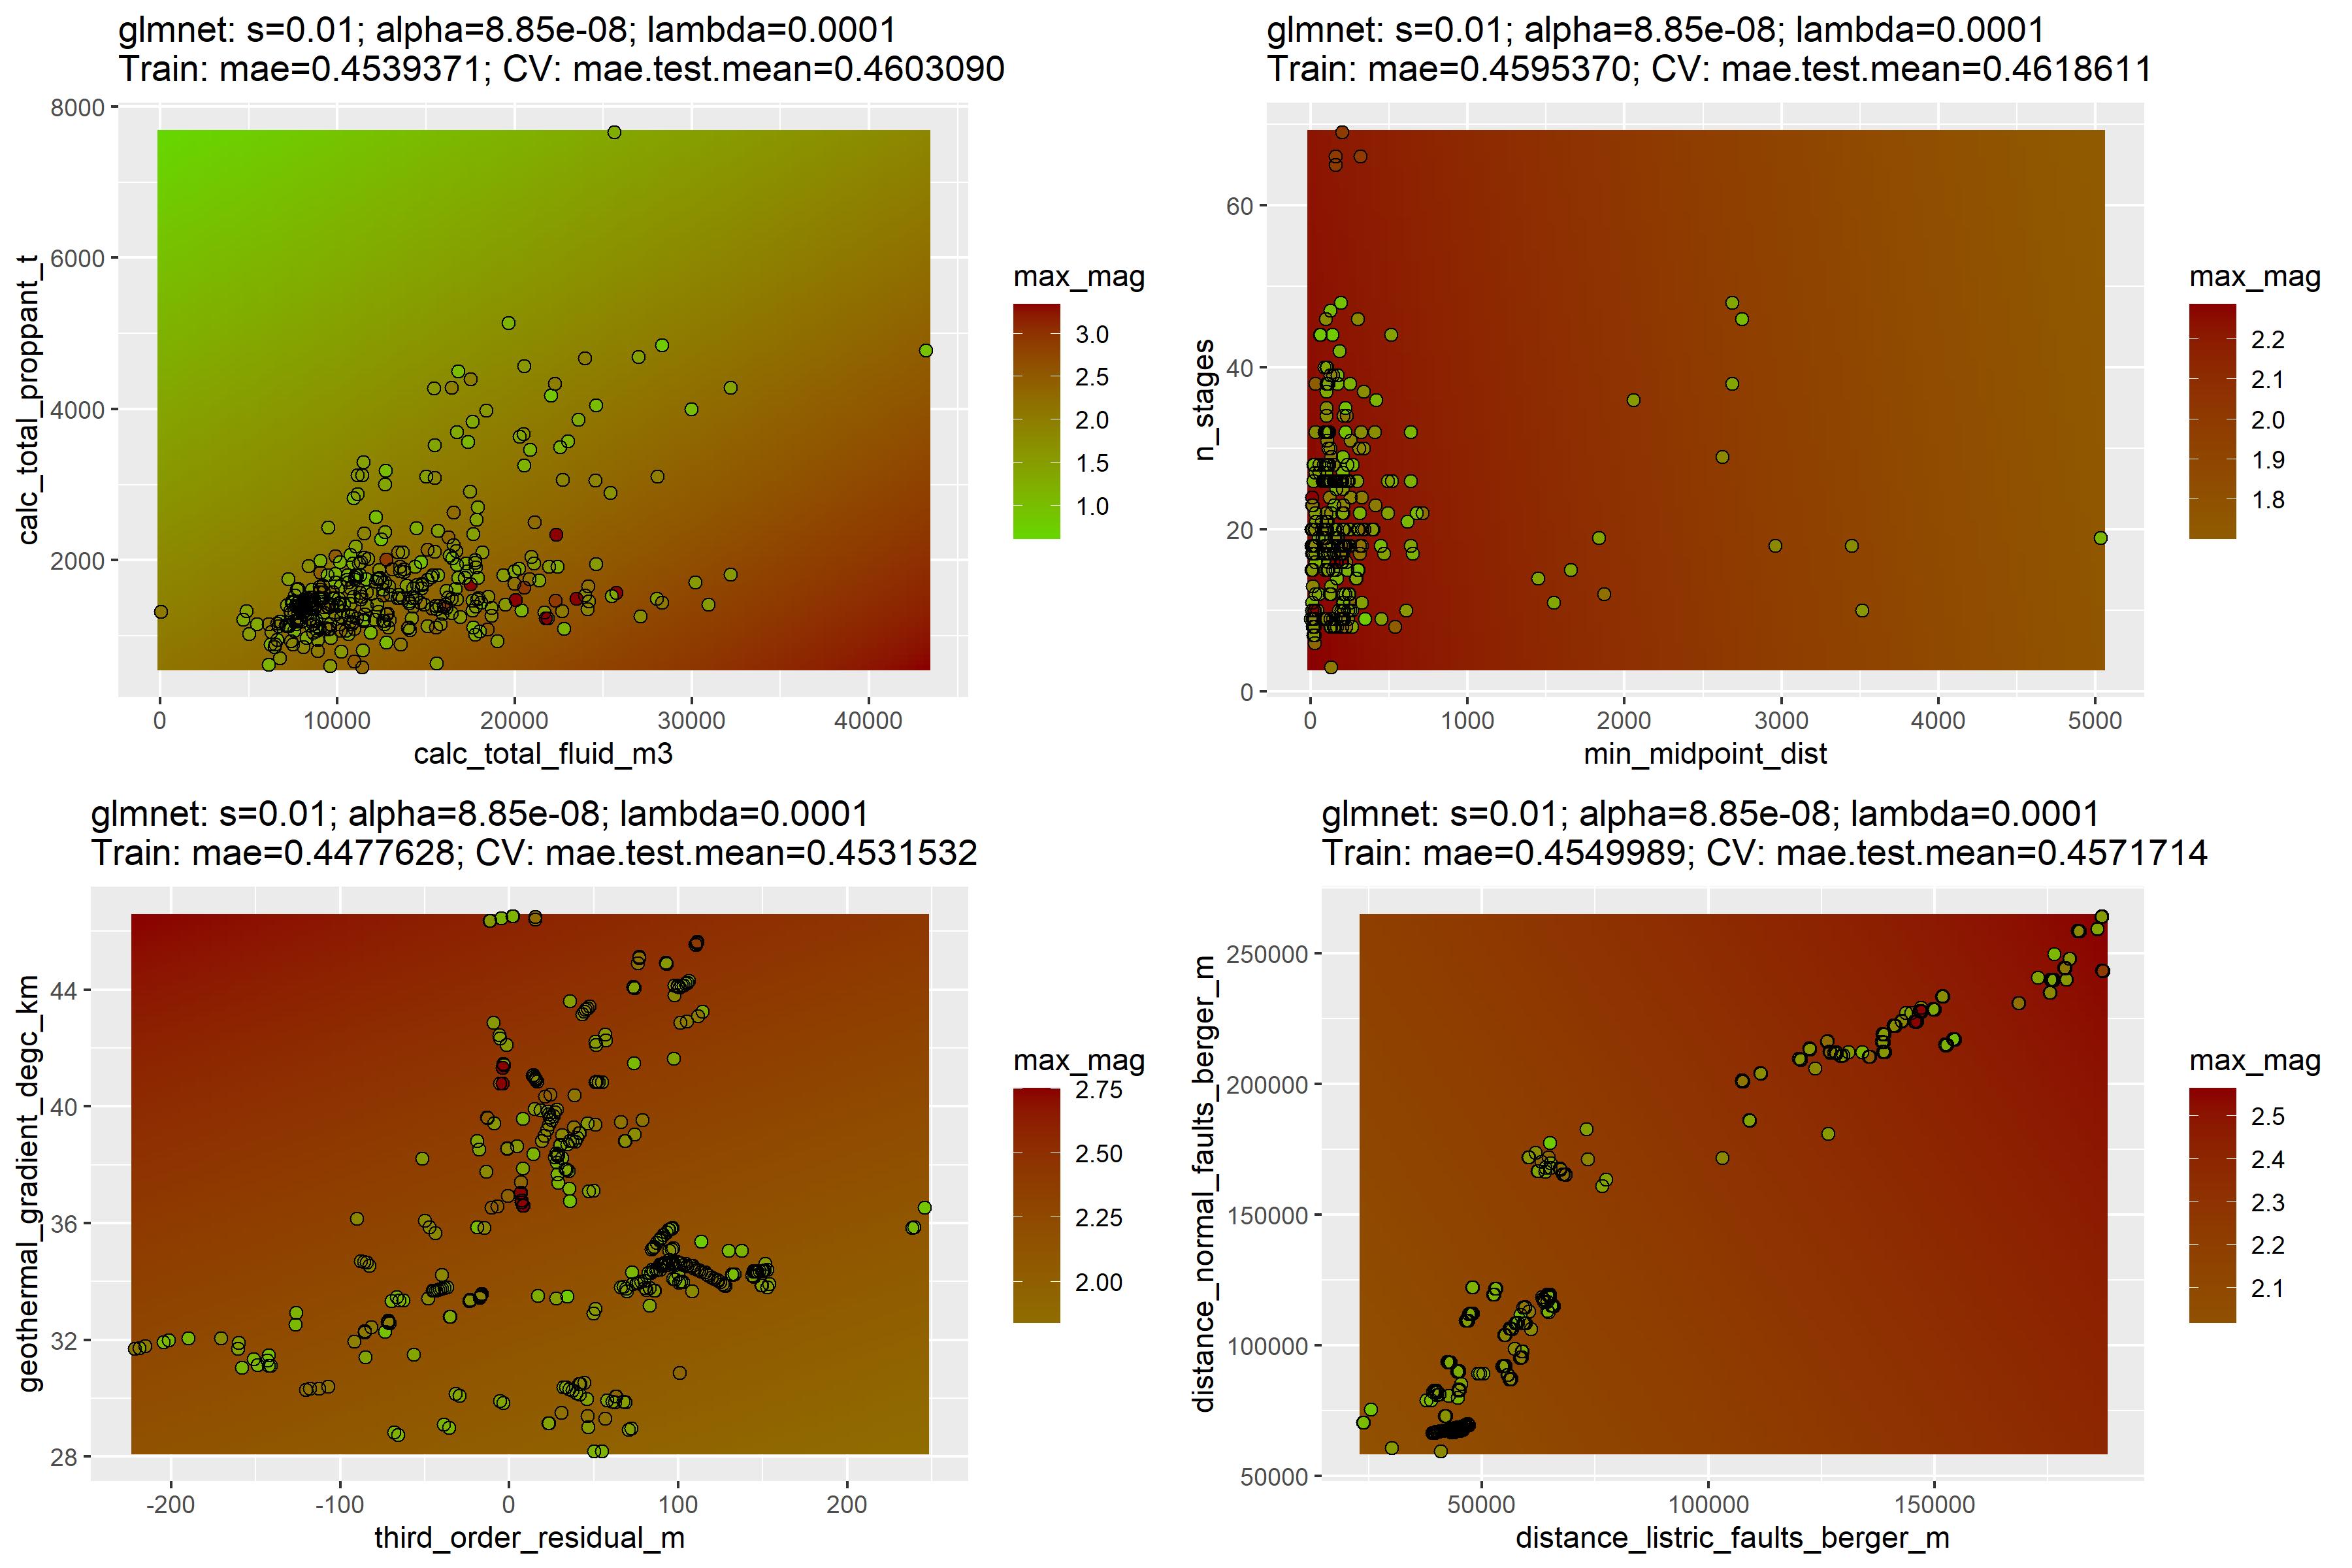 glmnet: s=0.01; alpha=8.85e-08; lambda=0.0001
Train: mae=0.4539371; CV: mae.test.mean=0.4603090
8000
6000
4000
2000
calc_total_proppant_t
0 10000 20000 30000 40000
calc_total_fluid_m3
max_mag
3.0
2.5
2.0
1.5
1.0
glmnet: s=0.01; alpha=8.85e-08; lambda=0.0001
Train: mae=0.4595370; CV: mae.test.mean=0.4618611
60
40
20
0
n_stages
0 1000 2000 3000 4000 5000
min_midpoint_dist
max_mag
2.2
2.1
2.0
1.9
1.8
glmnet: s=0.01; alpha=8.85e-08; lambda=0.0001
Train: mae=0.4477628; CV: mae.test.mean=0.4531532
44
40
36
32
28
geothermal_gradient_degc_km
-200 -100 0 100 200
third_order_residual_m
max_mag
2.75
2.50
2.25
2.00
glmnet: s=0.01; alpha=8.85e-08; lambda=0.0001
Train: mae=0.4549989; CV: mae.test.mean=0.4571714
250000
200000
150000
100000
50000
distance_normal_faults_berger_m
50000 100000 150000
distance_listric_faults_berger_m
max_mag
2.5
2.4
2.3
2.2
2.1